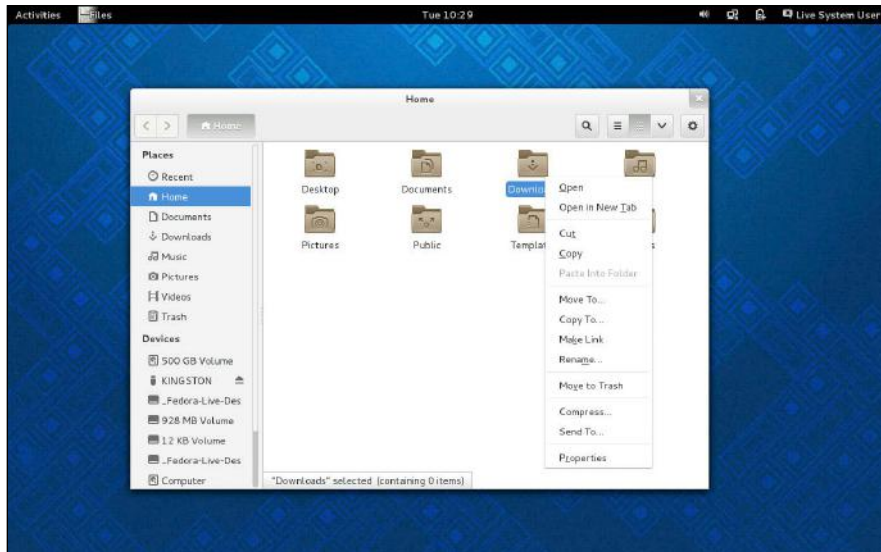 Activities Files Tue 10:29 Live System User
Home
Home
Places
Recent
Home
Documents
Downloads
Music
Pictures
Videos
Trash
Devices
500 GB Volume
KINGSTON
_Fedora-Live-Des
928 MB Volume
12 KB Volume
_Fedora-Live-Des
Computer
Desktop Documents
Pictures Public
Open
Open in New Tab
Cut
Copy
Paste Into Folder
Move To...
Copy To...
Make Link
Rename...
Move to Trash
Compress...
Send To...
Properties
"Downloads" selected (containing 0 items)